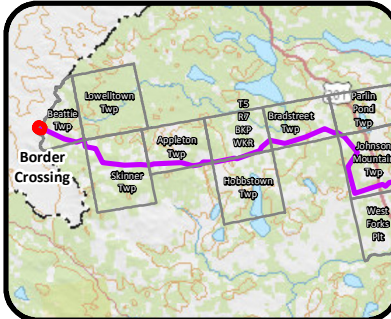 Lowelltown
Twp
Beattie
Twp
Border
Crossing
Skinner
Twp
Appleton
Twp
T5
R7
BKP
WKR
Hobbstown
Twp
Bradstreet
Twp
201
Parlin
Pond
Twp
Johnson
Mountain
Twp
West
Forks
Plt